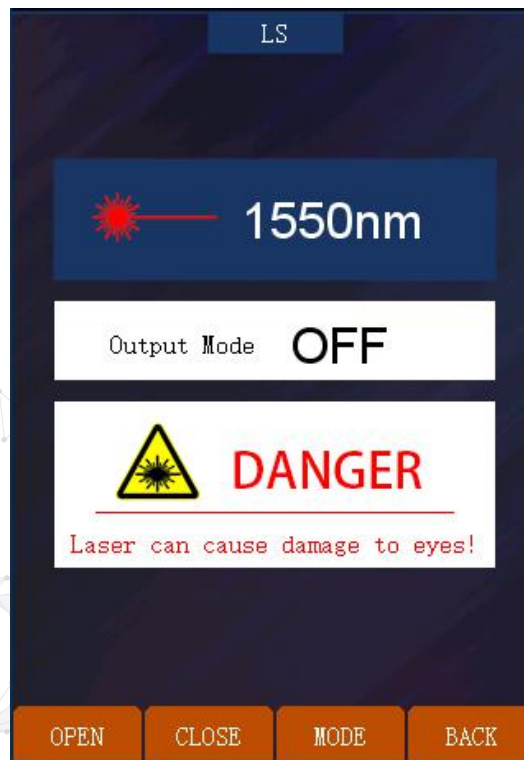 LS
1550nm
Output Mode OFF
DANGER
Laser can cause damage to eyes!
OPEN CLOSE MODE BACK